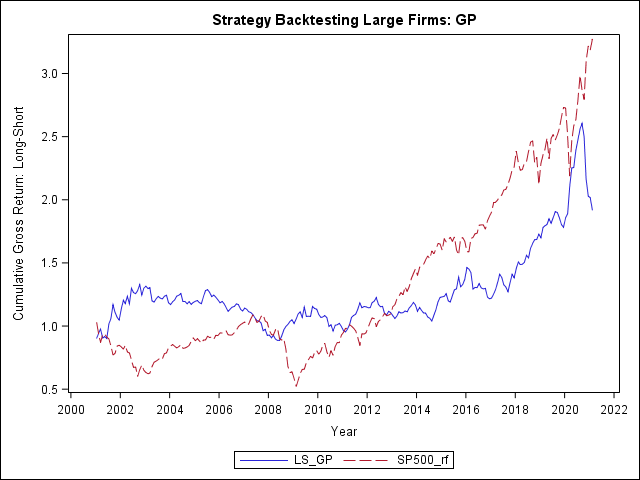 Strategy Backtesting Large Firms: GP
Cumulative Gross Return: Long-Short
3.0
2.5
2.0
1.5
1.0
0.5
2000 2002 2004 2006 2008 2010 2012 2014 2016 2018 2020 2022
Year
LS_GP SP500_rf